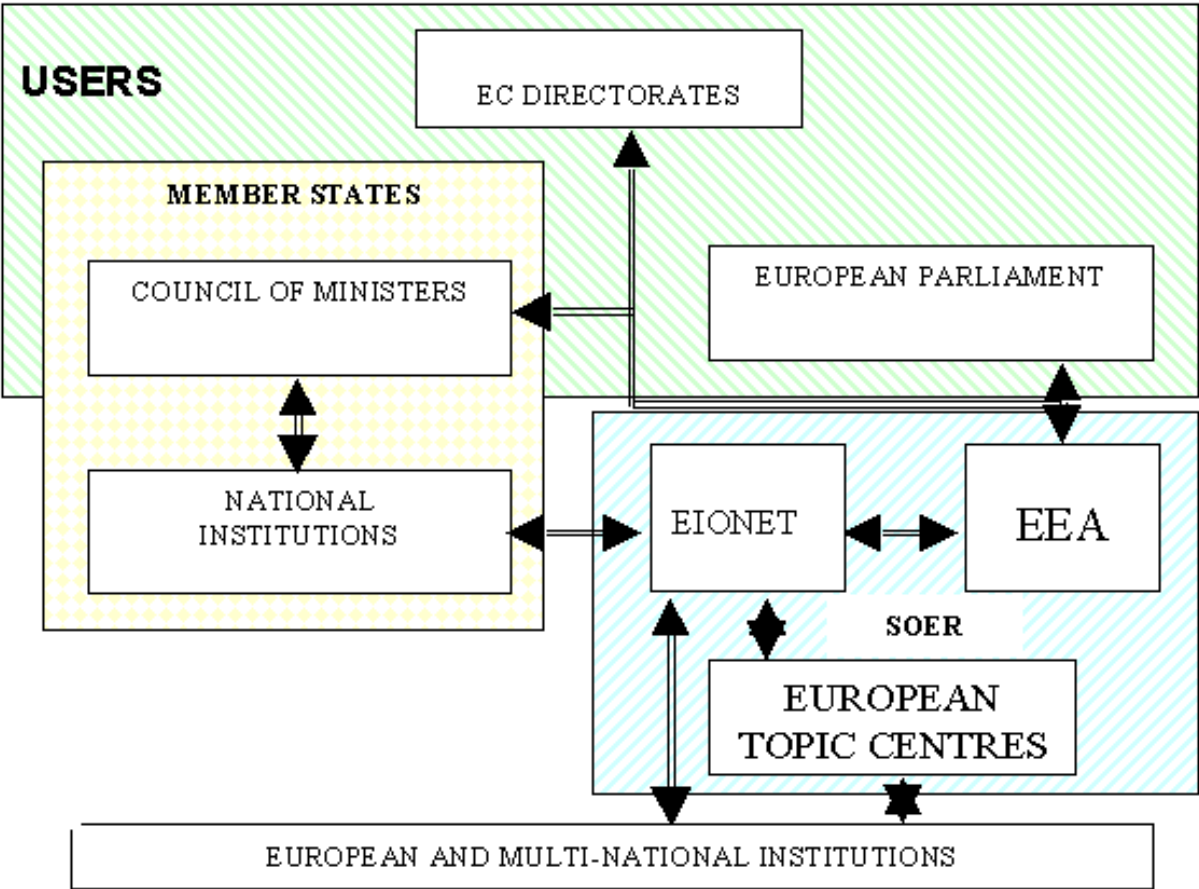 USERS
EC DIRECTORATES
MEMBER STATES
COUNCIL OF MINISTERS
EUROPEAN PARLIAMENT
NATIONAL
INSTITUTIONS
EIONET
EEA
SOER
EUROPEAN
TOPIC CENTRES
EUROPEAN AND MULTI-NATIONAL INSTITUTIONS